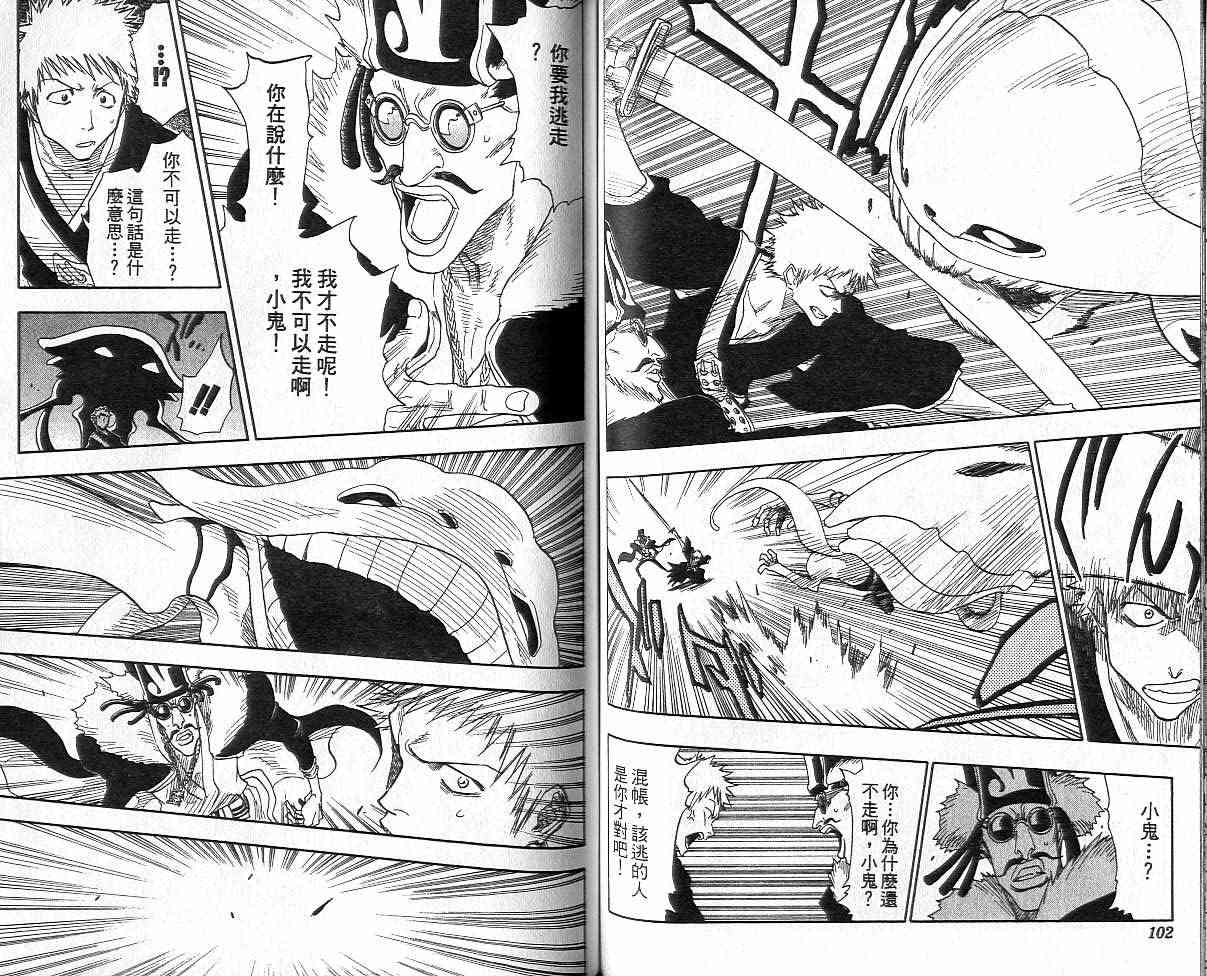 小鬼…？
你…你為什麼還
不走啊，小鬼？
混帳，該逃的人
是你才對吧！
102
你要我逃走
？
你在說什麼！
我才不走呢！
我不可以走啊
，小鬼！
…!?
你不可以走…？
這句話是什
麼意思…？
!!